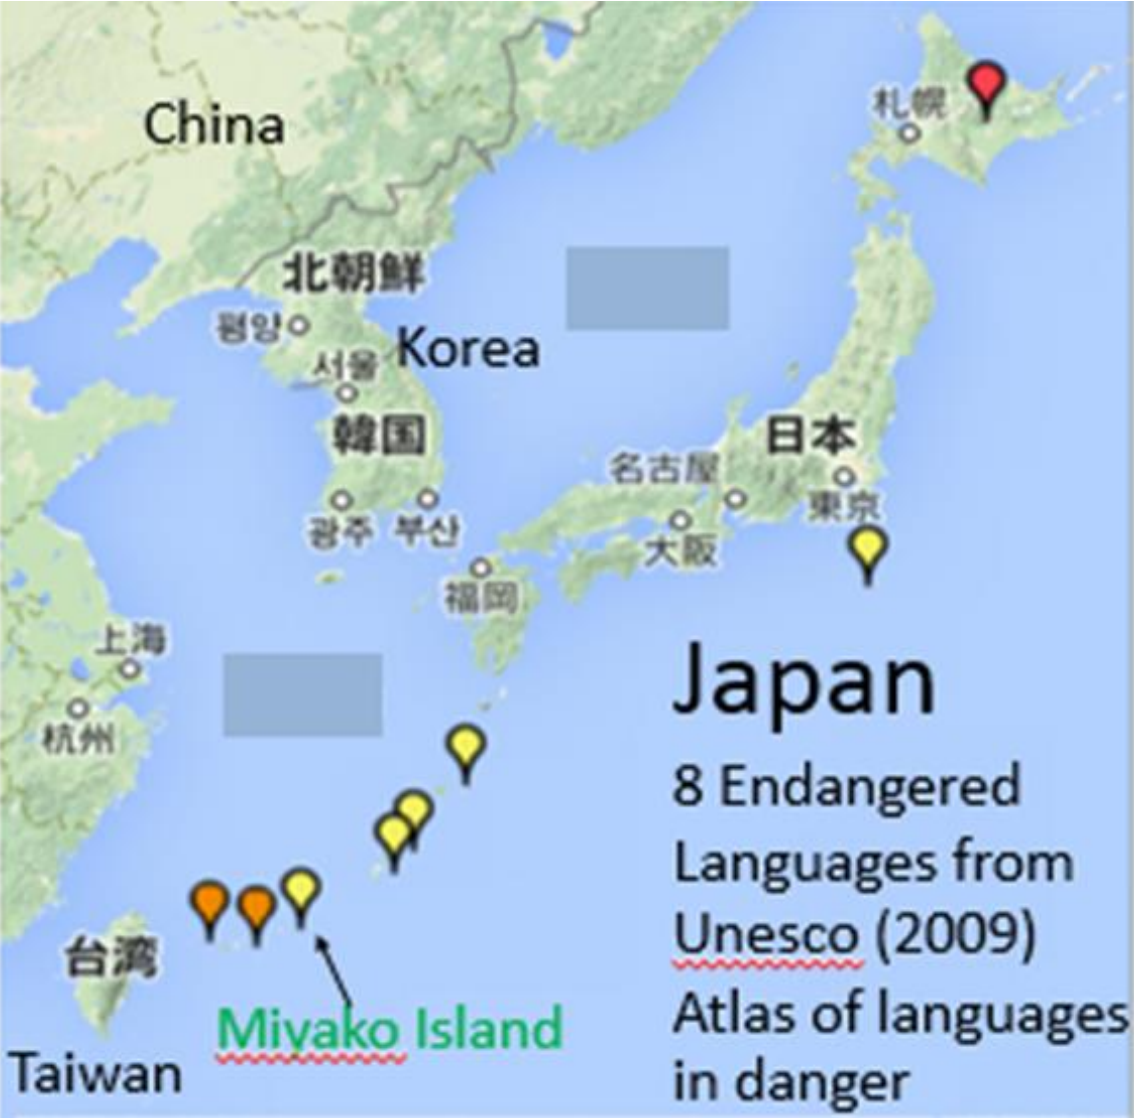 China
札幌
北朝鮮
평양
Korea
서울
韓国
日本
名古屋
東京
광주
부산
大阪
福岡
上海
杭州
Japan
8 Endangered
Languages from
Unesco (2009)
Atlas of languages
in danger
台湾
Miyako Island
Taiwan